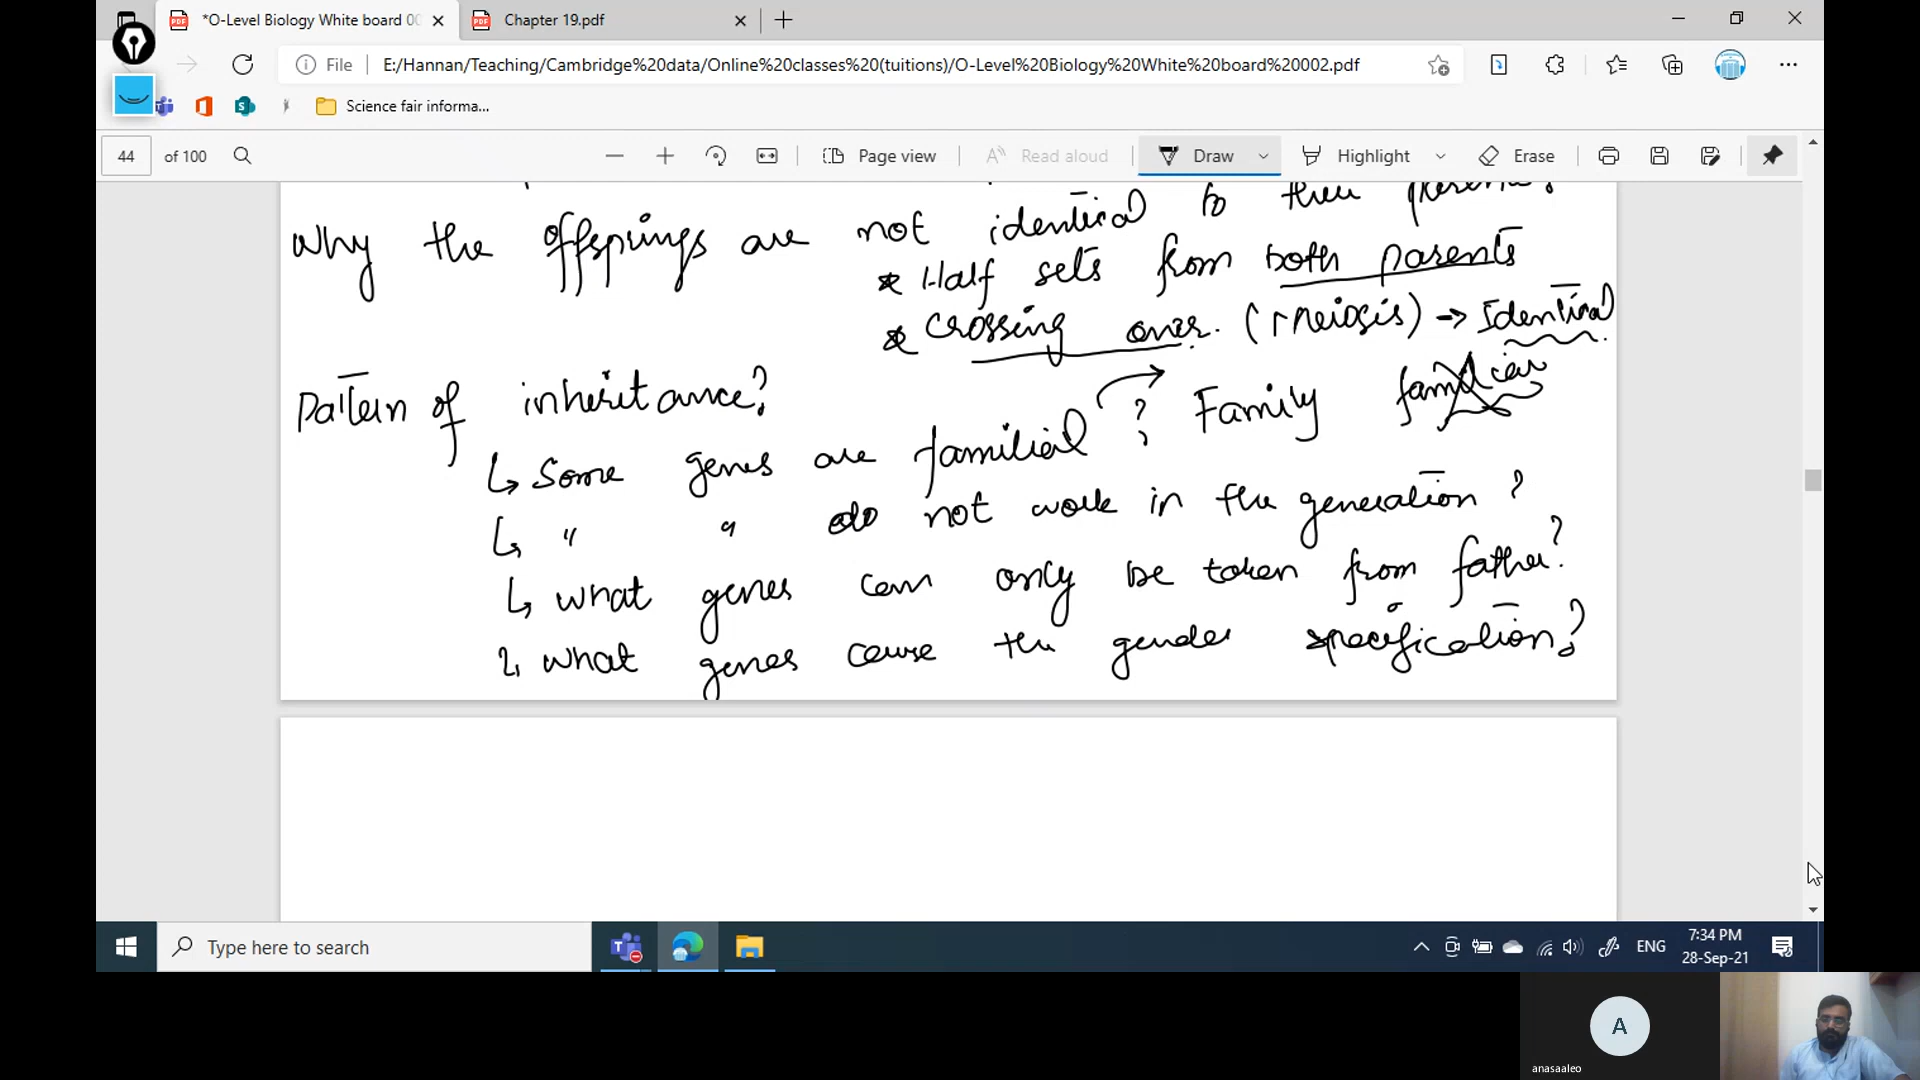 *O-Level Biology White board 00
Chapter 19.pdf
File E:/Hannan/Teaching/Cambridge%20data/Online%20classes%20(tuitions)/O-Level%20Biology%20White%20board%20002.pdf
Science fair informa...
44 of 100 Page view Read aloud Draw Highlight Erase
Why the offsprings are not identical to their parents?
* Half sets from both parents
* Crossing over. (Meiosis) → Identical
Pattern of inheritance? Family familiar
↳ Some genes are familial?
↳ " " do not work in the generation?
↳ what genes can only be taken from father?
↳ what genes cause the gender specification?
Type here to search
ENG
7:34 PM
28-Sep-21
A
anasaaleo